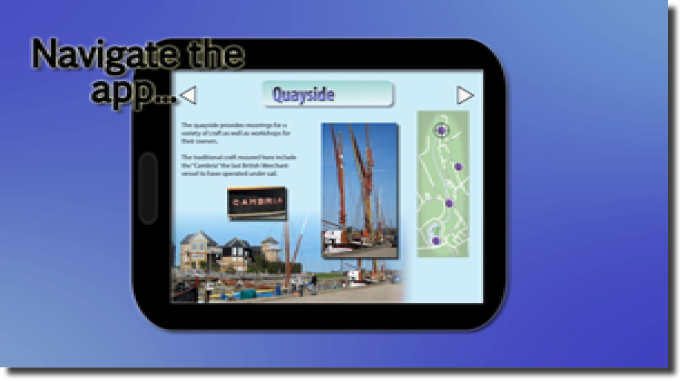 Navigate the
app...
Quayside
The quayside provides moorings for a
variety of craft as well as workshops for
their owners.
The traditional craft moored here include
the 'Cambria' the last British Merchant
vessel to have operated under sail.
CAMBRIA